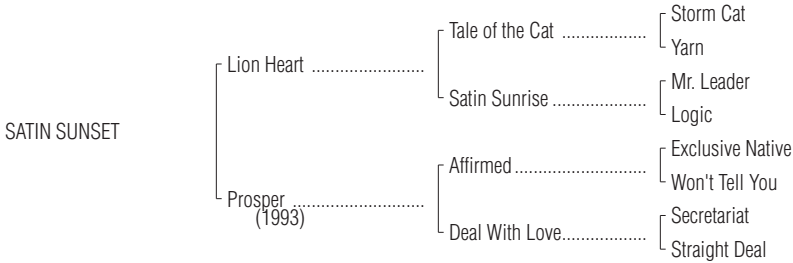 Storm Cat
Tale of the Cat ..................
Yarn
Lion Heart ........................
Mr. Leader
Satin Sunrise ....................
Logic
SATIN SUNSET
Exclusive Native
Affirmed ............................
Won't Tell You
Prosper ............................
(1993)
Secretariat
Deal With Love..................
Straight Deal